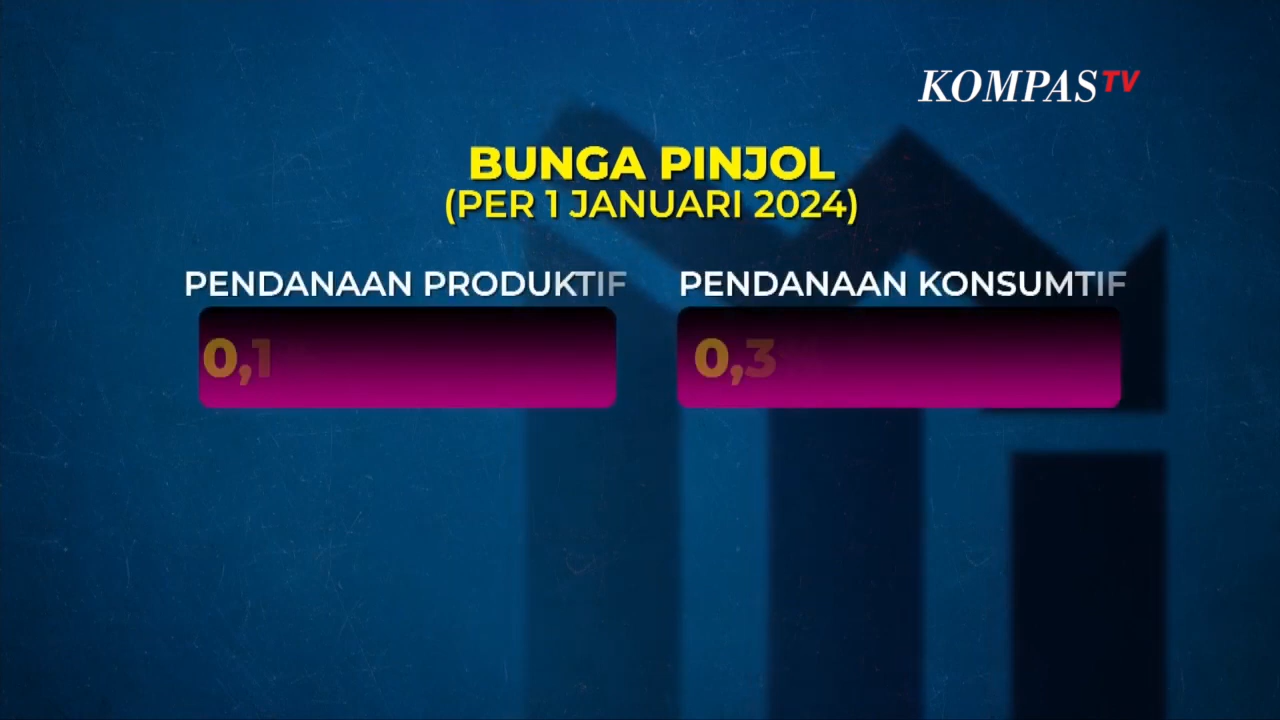 KOMPASTV
BUNGA PINJOL
(PER 1 JANUARI 2024)
PENDANAAN PRODUKTIF
PENDANAAN KONSUMTIF
0,1
0,3